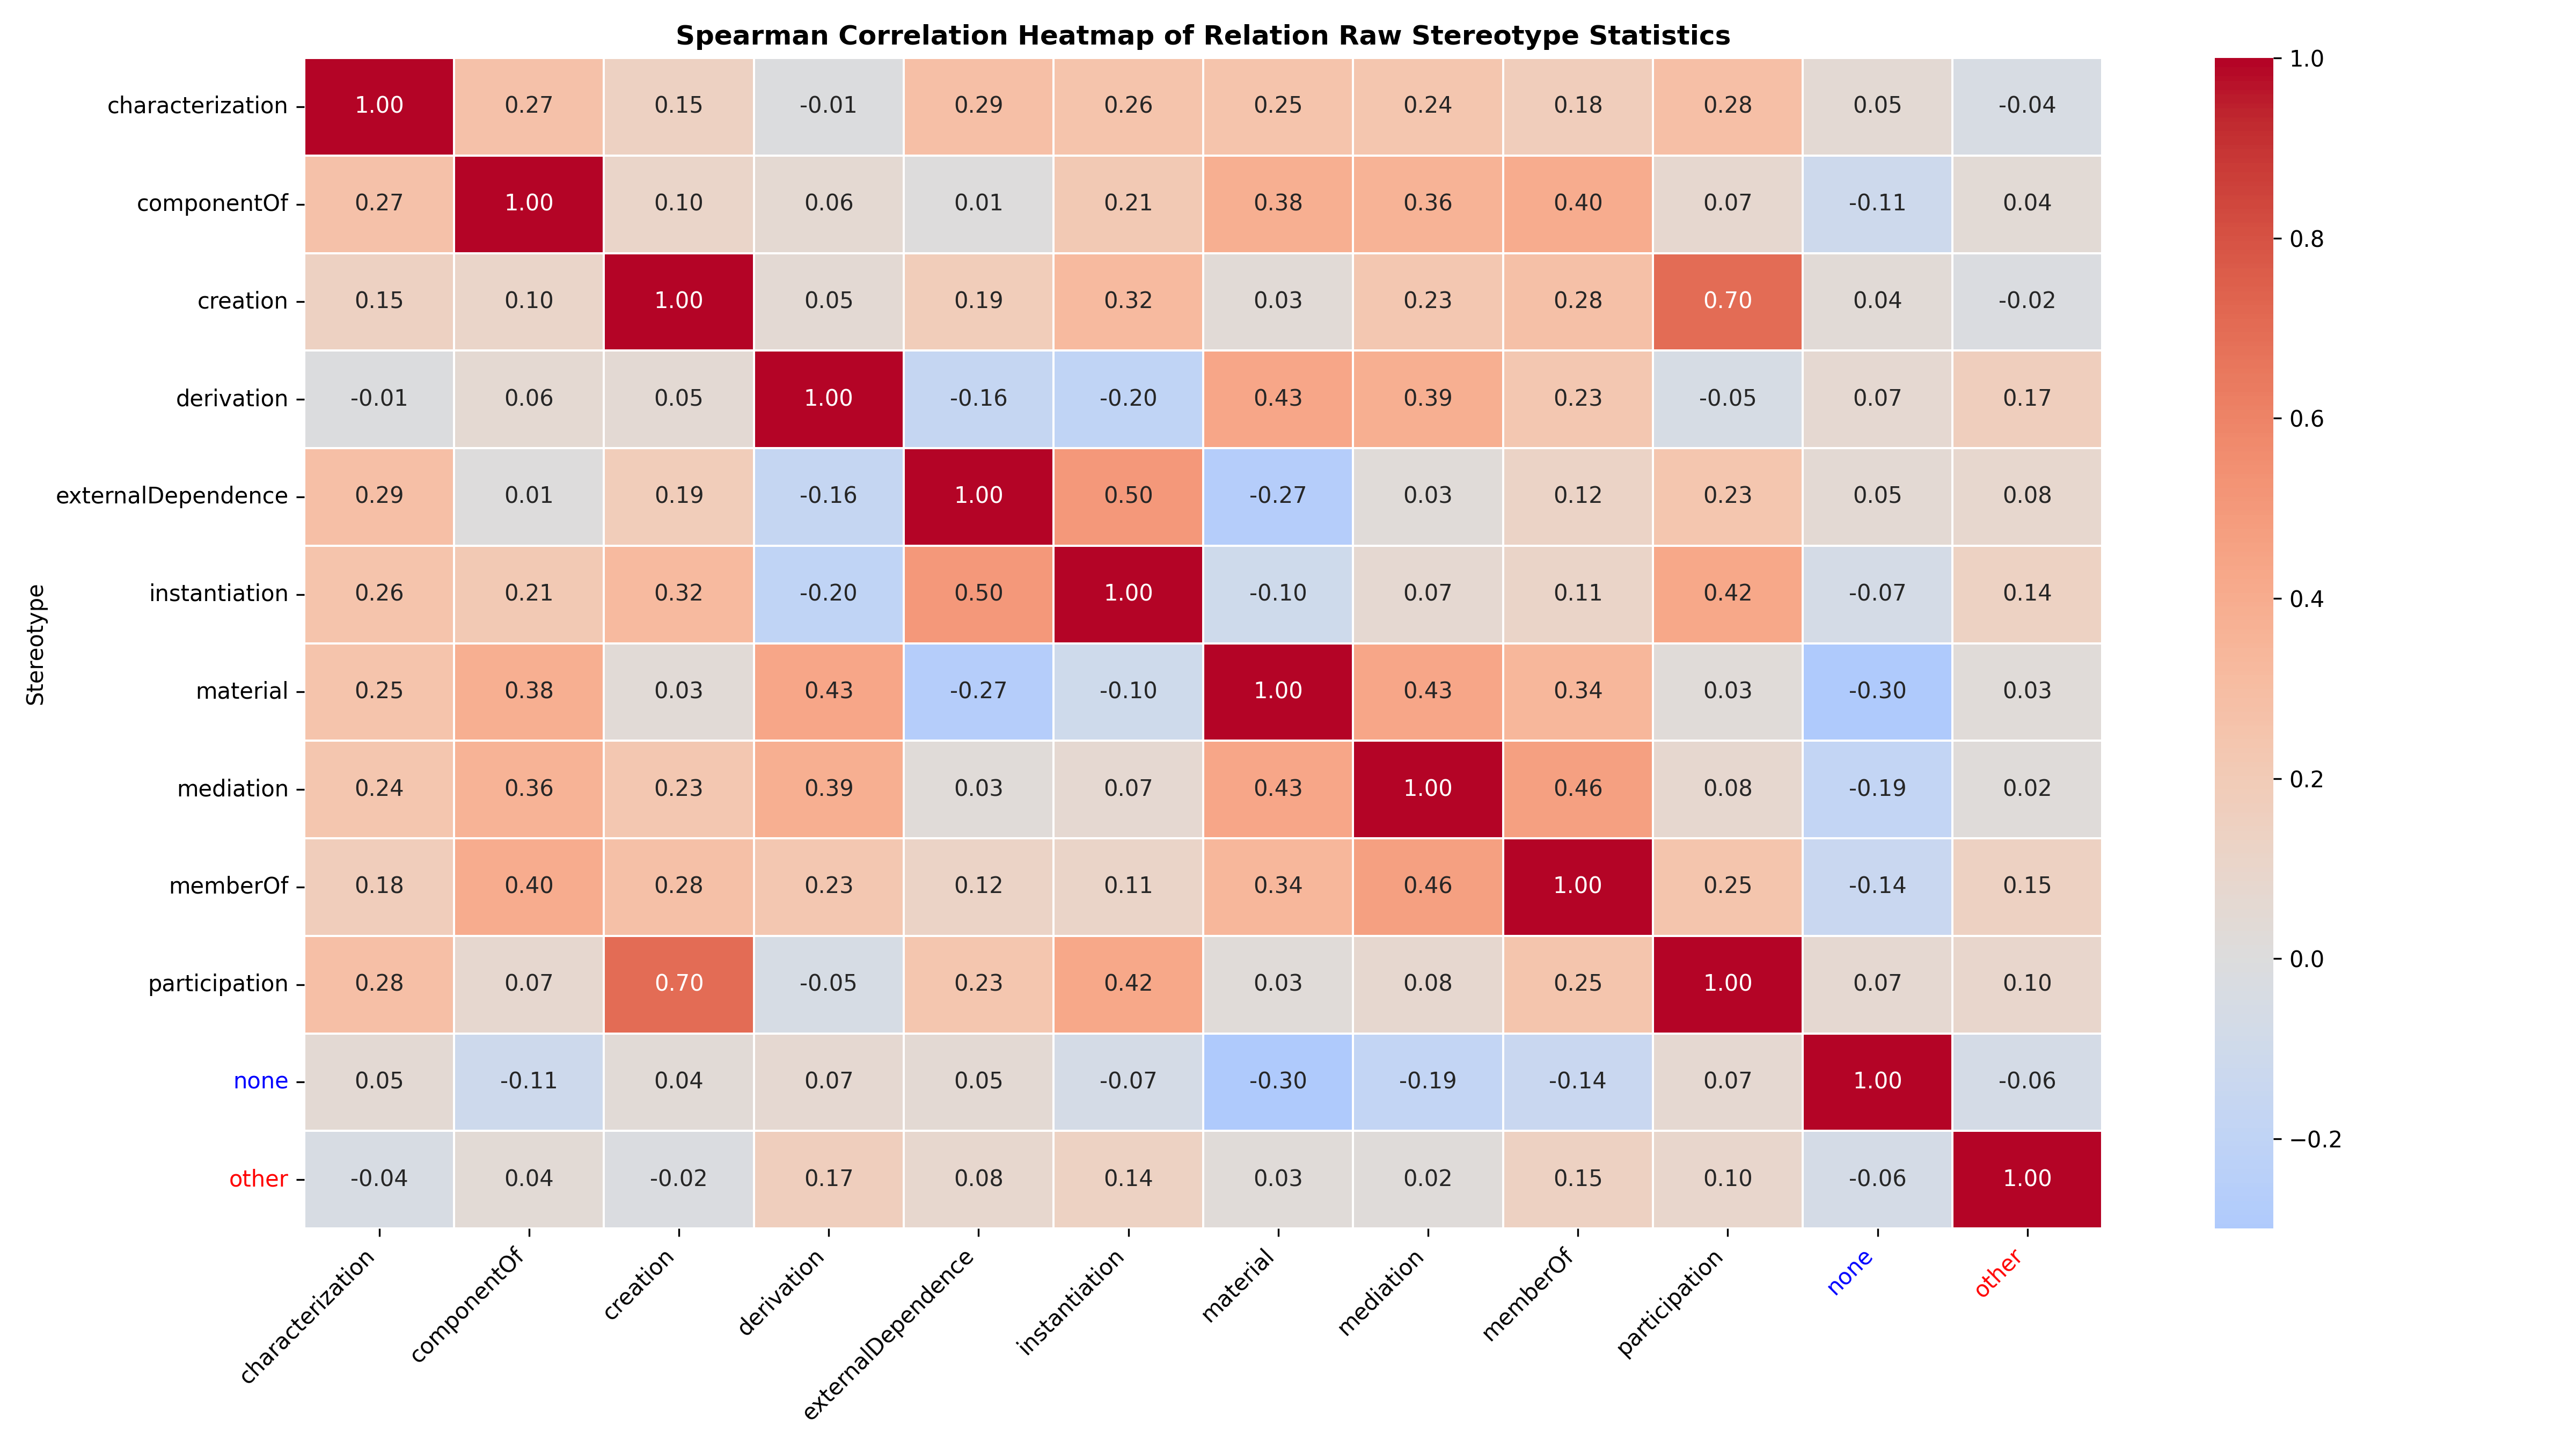 Spearman Correlation Heatmap of Relation Raw Stereotype Statistics
characterization 1.00 0.27 0.15 -0.01 0.29 0.26 0.25 0.24 0.18 0.28 0.05 -0.04
componentOf 0.27 1.00 0.10 0.06 0.01 0.21 0.38 0.36 0.40 0.07 -0.11 0.04
creation 0.15 0.10 1.00 0.05 0.19 0.32 0.03 0.23 0.28 0.70 0.04 -0.02
derivation -0.01 0.06 0.05 1.00 -0.16 -0.20 0.43 0.39 0.23 -0.05 0.07 0.17
externalDependence 0.29 0.01 0.19 -0.16 1.00 0.50 -0.27 0.03 0.12 0.23 0.05 0.08
instantiation 0.26 0.21 0.32 -0.20 0.50 1.00 -0.10 0.07 0.11 0.42 -0.07 0.14
material 0.25 0.38 0.03 0.43 -0.27 -0.10 1.00 0.43 0.34 0.03 -0.30 0.03
mediation 0.24 0.36 0.23 0.39 0.03 0.07 0.43 1.00 0.46 0.08 -0.19 0.02
memberOf 0.18 0.40 0.28 0.23 0.12 0.11 0.34 0.46 1.00 0.25 -0.14 0.15
participation 0.28 0.07 0.70 -0.05 0.23 0.42 0.03 0.08 0.25 1.00 0.07 0.10
none 0.05 -0.11 0.04 0.07 0.05 -0.07 -0.30 -0.19 -0.14 0.07 1.00 -0.06
other -0.04 0.04 -0.02 0.17 0.08 0.14 0.03 0.02 0.15 0.10 -0.06 1.00
characterization componentOf creation derivation externalDependence instantiation material mediation memberOf participation none other
Stereotype
1.0
0.8
0.6
0.4
0.2
0.0
−0.2